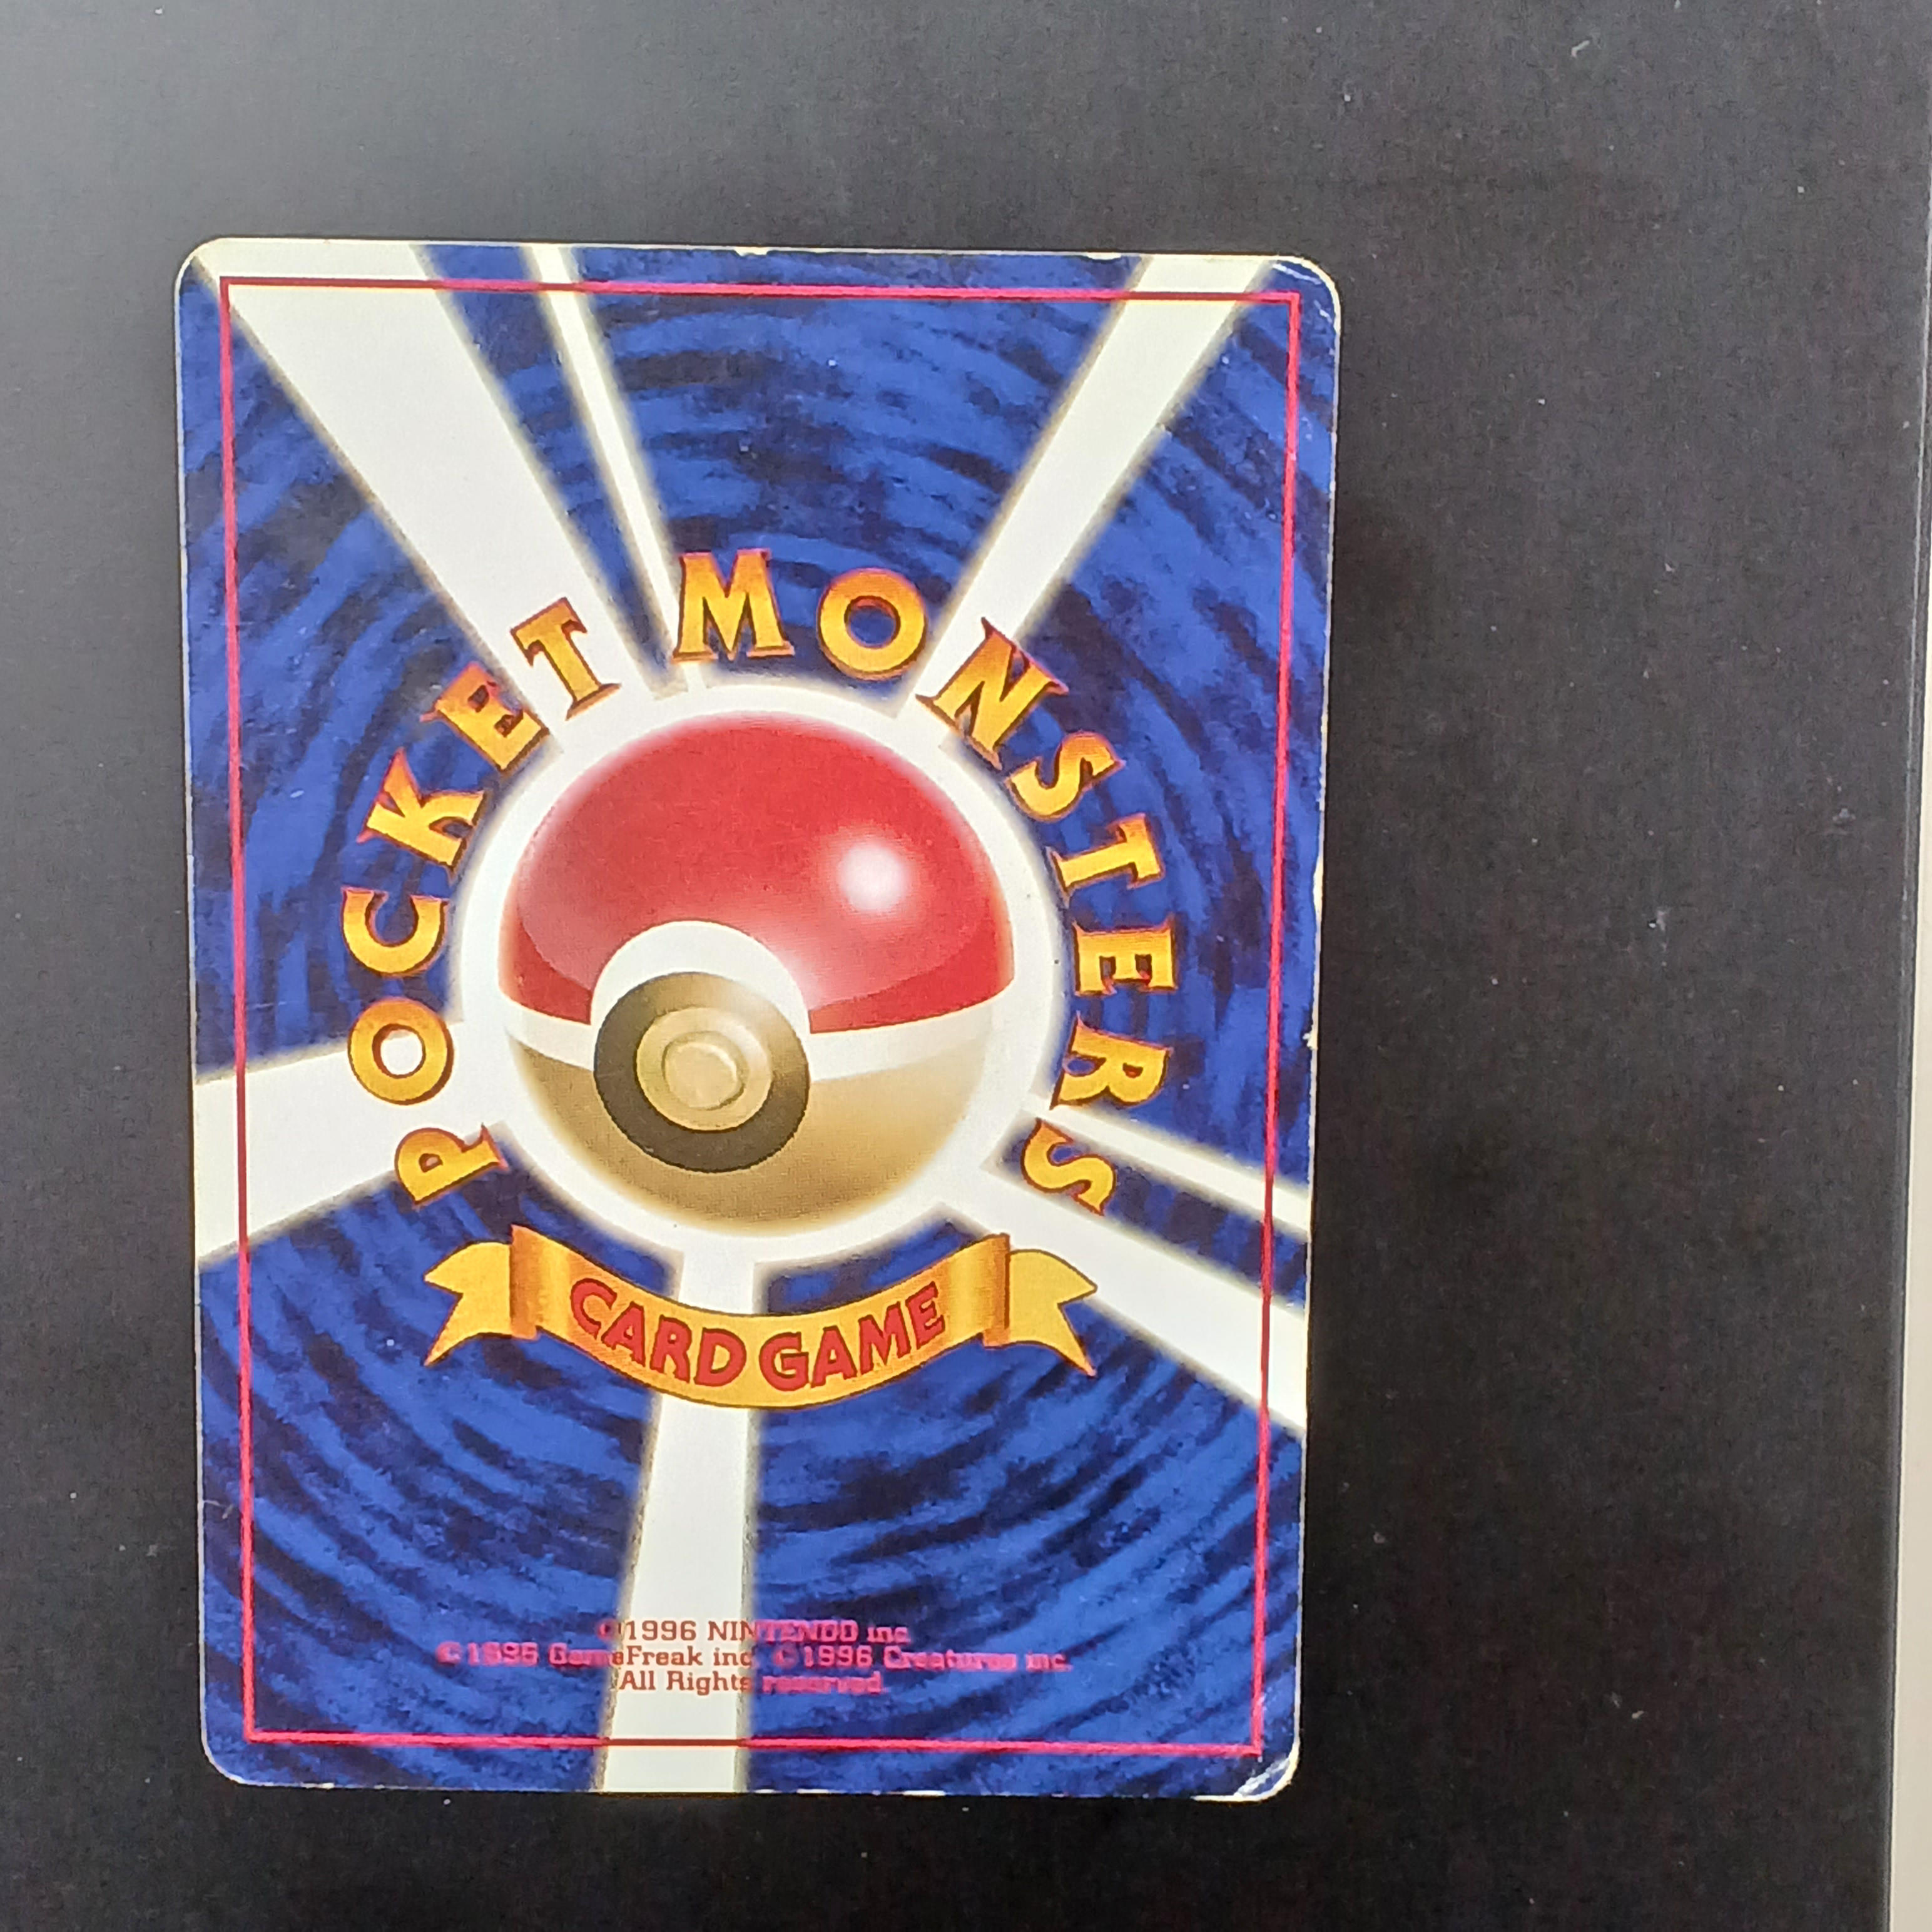 POCKET MONSTERS
CARD GAME
©1996 NINTENDO inc.
©1996 GameFreak inc. ©1996 Creatures inc.
All Rights reserved.